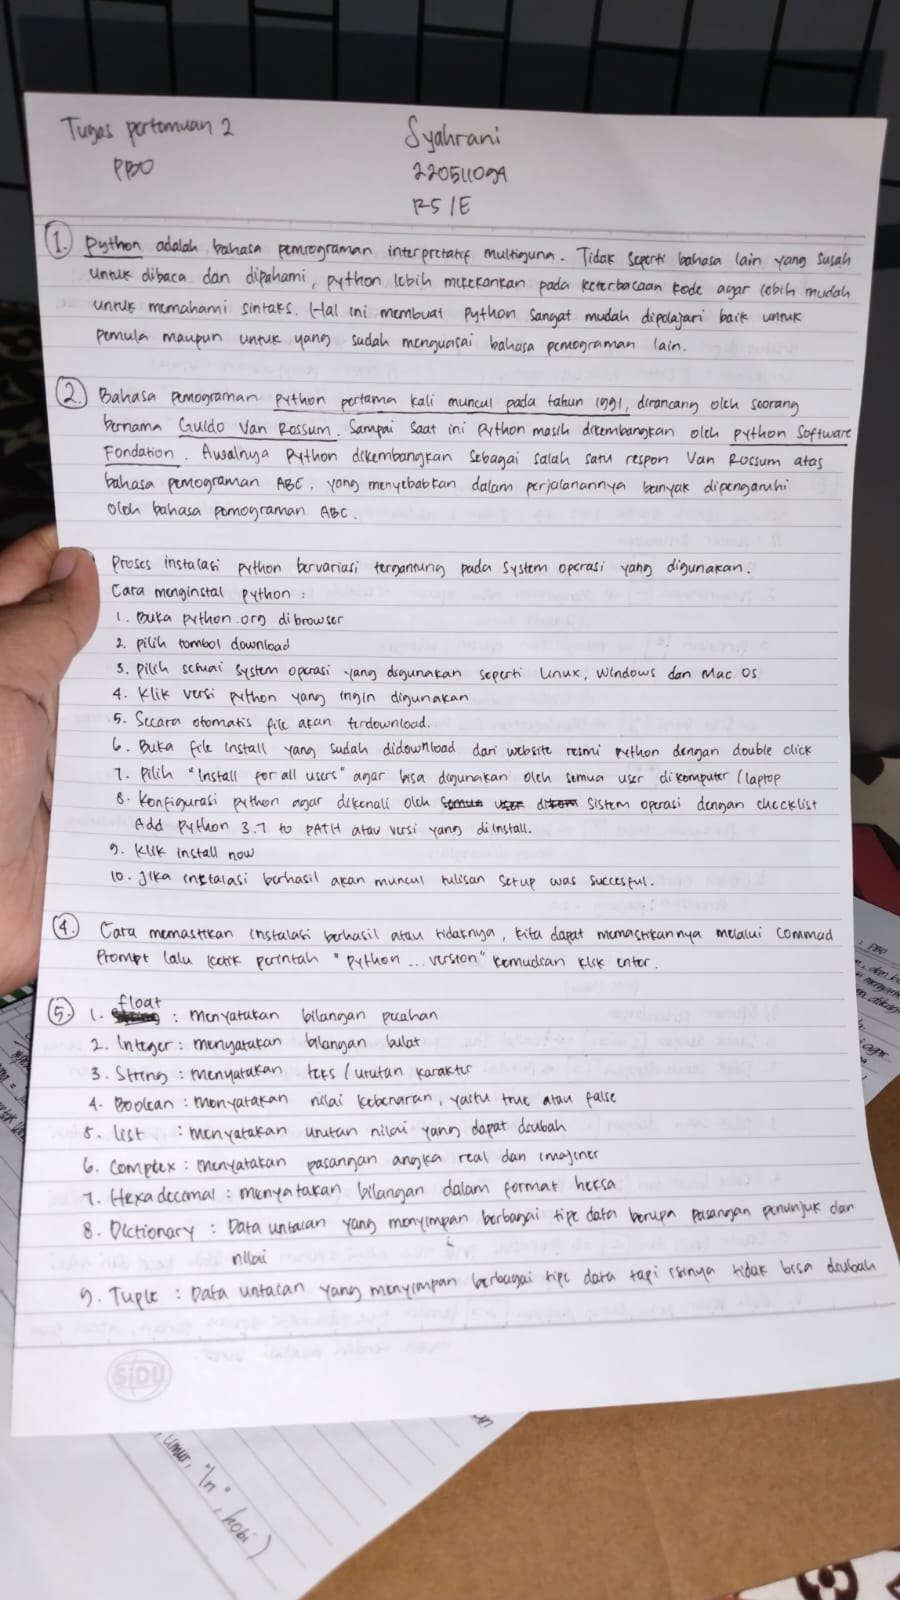 Tugas pertemuan 2
PBO
Syahrani
220511094
R5 / E
1. Python adalah bahasa pemrograman interpretatif multiguna. Tidak seperti bahasa lain yang susah
untuk dibaca dan dipahami, python lebih menekankan pada keterbacaan kode agar lebih mudah
untuk memahami sintaks. Hal ini membuat Python sangat mudah dipelajari baik untuk
pemula maupun untuk yang sudah menguasai bahasa pemograman lain.
2. Bahasa pemograman python pertama kali muncul pada tahun 1991, dirancang oleh seorang
bernama Guido Van Rossum. Sampai saat ini Python masih dikembangkan oleh python Software
Fondation. Awalnya Python dikembangkan sebagai salah satu respon Van Rossum atas
bahasa pemograman ABC, yang menyebabkan dalam perjalanannya banyak dipengaruhi
Oleh bahasa pemograman ABC.
Proses instalasi python bervariasi tergantung pada system operasi yang digunakan.
Cara menginstal python :
1. Buka python.org dibrowser
2. pilih tombol download
3. pilih sesuai system operasi yang digunakan seperti Linux, Windows dan Mac OS
4. Klik versi python yang ingin digunakan
5. Secara otomatis file akan terdownload.
6. Buka file install yang sudah didownload dari website resmi python dengan double click
7. pilih "Install for all users" agar bisa digunakan oleh semua user di komputer / laptop
8. Konfigurasi python agar dikenali oleh semua user sistem operasi dengan checklist
Add Python 3.7 to PATH atau versi yang diinstall.
9. Klik install now
10. Jika instalasi berhasil akan muncul tulisan Setup was succesful.
4. Cara memastikan instalasi berhasil atau tidaknya, kita dapat memastikannya melalui Commad
Prompt lalu ketik perintah "Python ... version" kemudian klik enter.
5. 1. float : menyatakan bilangan pecahan
2. Integer : menyatakan bilangan bulat
3. String : menyatakan teks / urutan karakter
4. Boolean : menyatakan nilai kebenaran, yaitu true atau false
5. List : menyatakan urutan nilai yang dapat diubah
6. Complex : menyatakan pasangan angka real dan imajiner
7. Hexadecimal : menyatakan bilangan dalam format heksa
8. Dictionary : Data untaian yang menyimpan berbagai tipe data berupa pasangan penunjuk dan
nilai
9. Tuple : Data untaian yang menyimpan berbagai tipe data tapi isinya tidak bisa diubah
SiDU
umur, "\n", hobi)
PBO